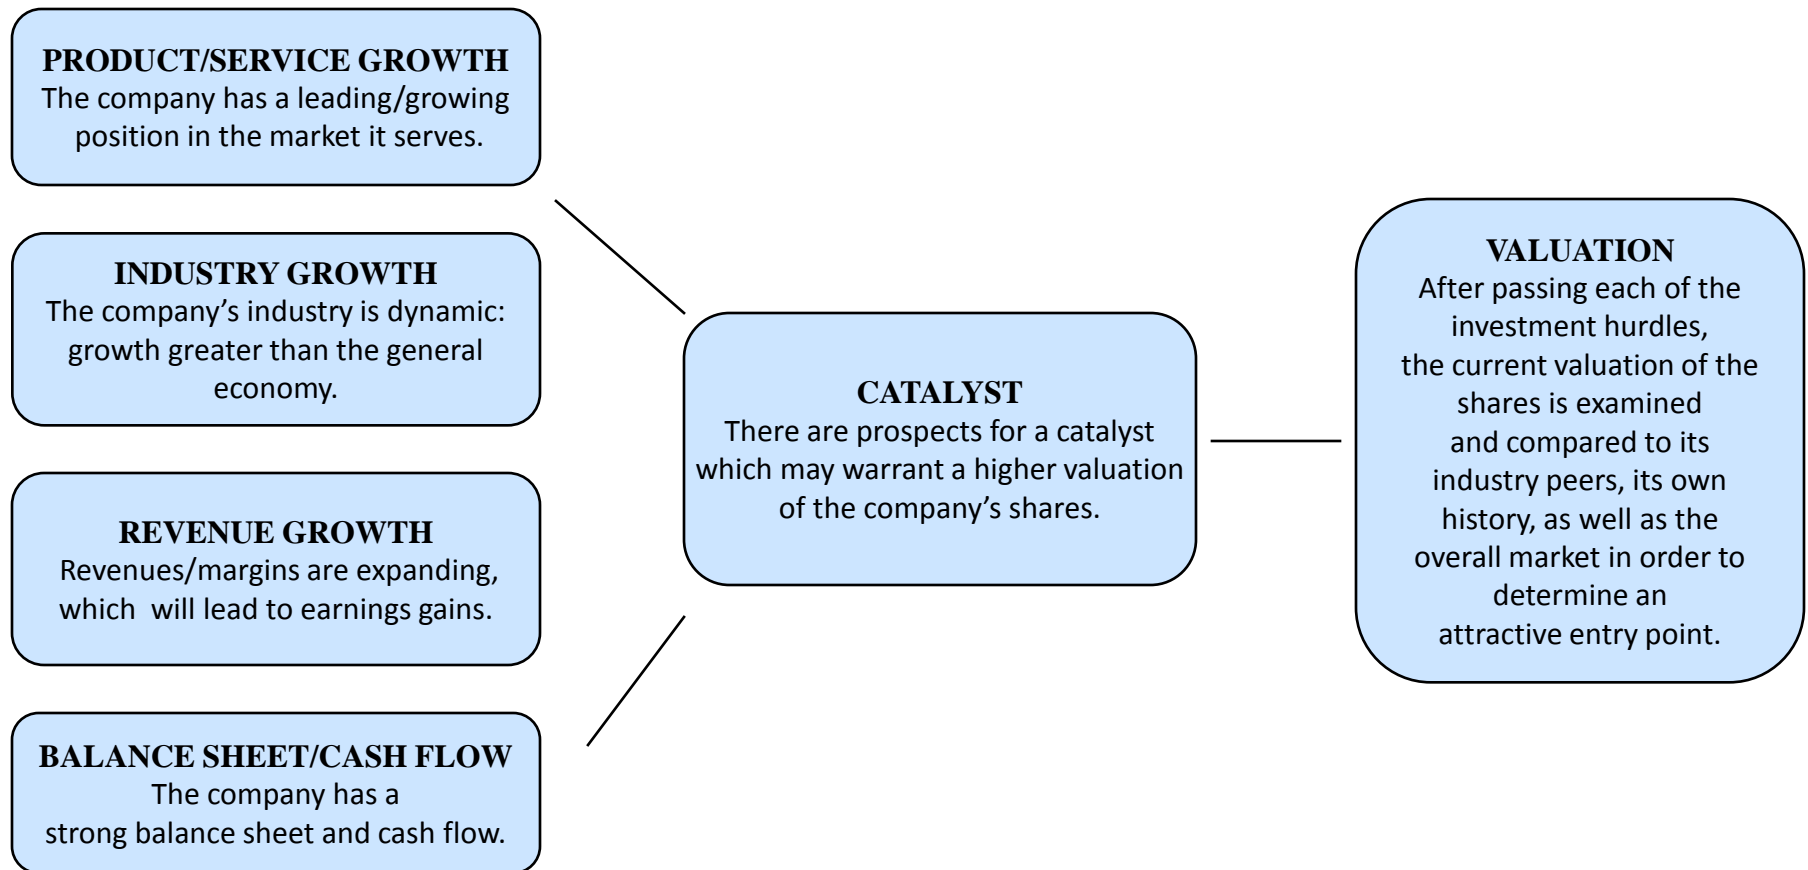 PRODUCT/SERVICE GROWTH
The company has a leading/growing
position in the market it serves.
INDUSTRY GROWTH
The company’s industry is dynamic:
growth greater than the general
economy.
REVENUE GROWTH
Revenues/margins are expanding,
which  will lead to earnings gains.
BALANCE SHEET/CASH FLOW
The company has a
strong balance sheet and cash flow.
CATALYST
There are prospects for a catalyst
which may warrant a higher valuation
of the company’s shares.
VALUATION
After passing each of the
investment hurdles,
the current valuation of the
shares is examined
and compared to its
industry peers, its own
history, as well as the
overall market in order to
determine an
attractive entry point.